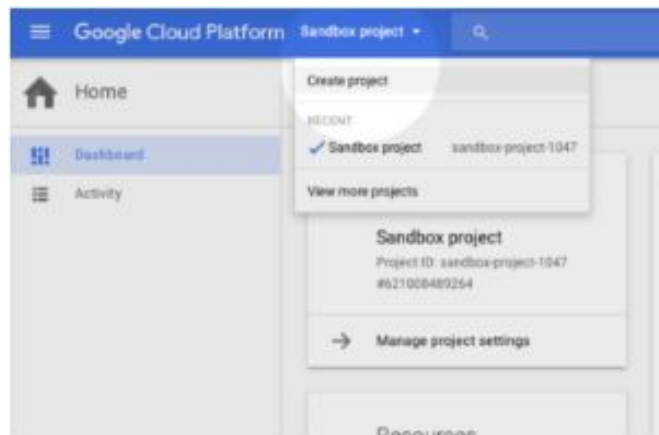 Google Cloud Platform Sandbox project
Home
Create project
RECENT
Sandbox project sandbox-project-1047
Dashboard
Activity
View more projects
Sandbox project
Project ID: sandbox-project-1047
#621008489264
Manage project settings
Resources